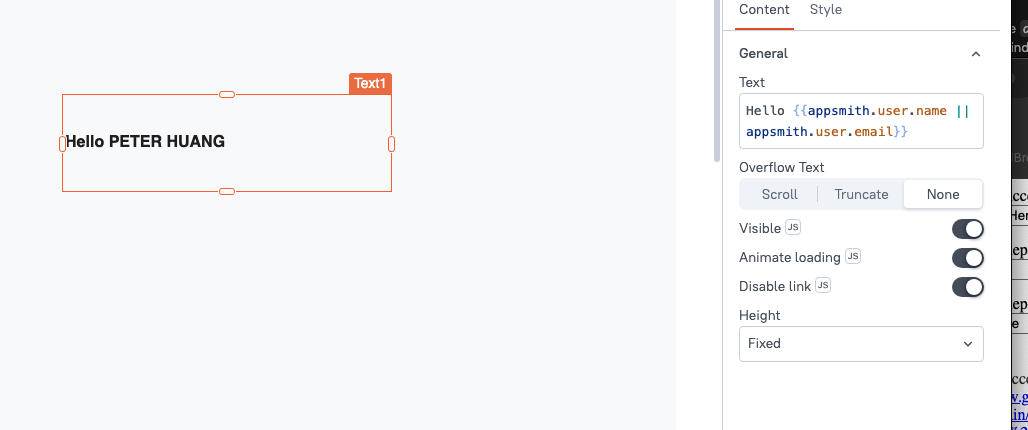 Content Style
General
Text1
Text
Hello {{appsmith.user.name ||
appsmith.user.email}}
Hello PETER HUANG
Overflow Text
Scroll Truncate None
Visible JS
Animate loading JS
Disable link JS
Height
Fixed